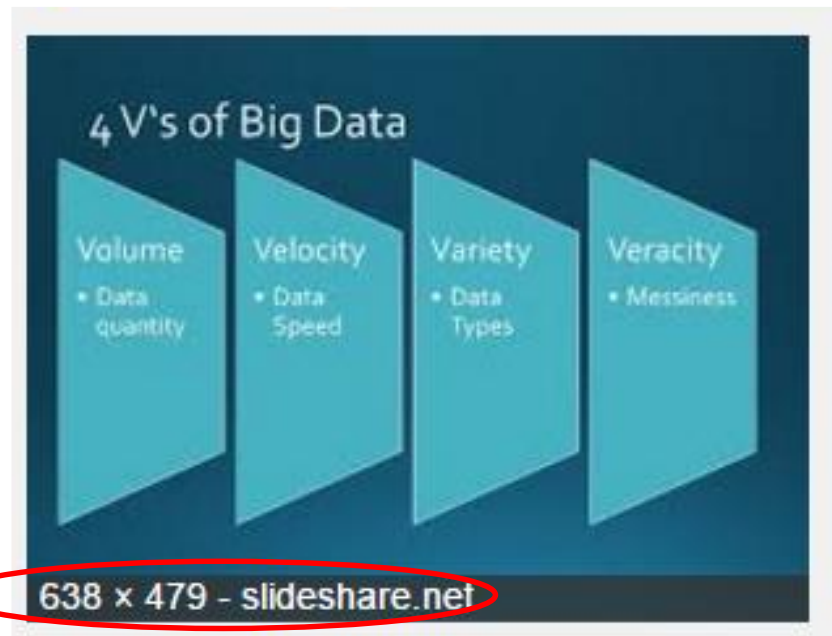 4 V's of Big Data
Volume
• Data
quantity
Velocity
• Data
Speed
Variety
• Data
Types
Veracity
• Messiness
638 × 479 - slideshare.net